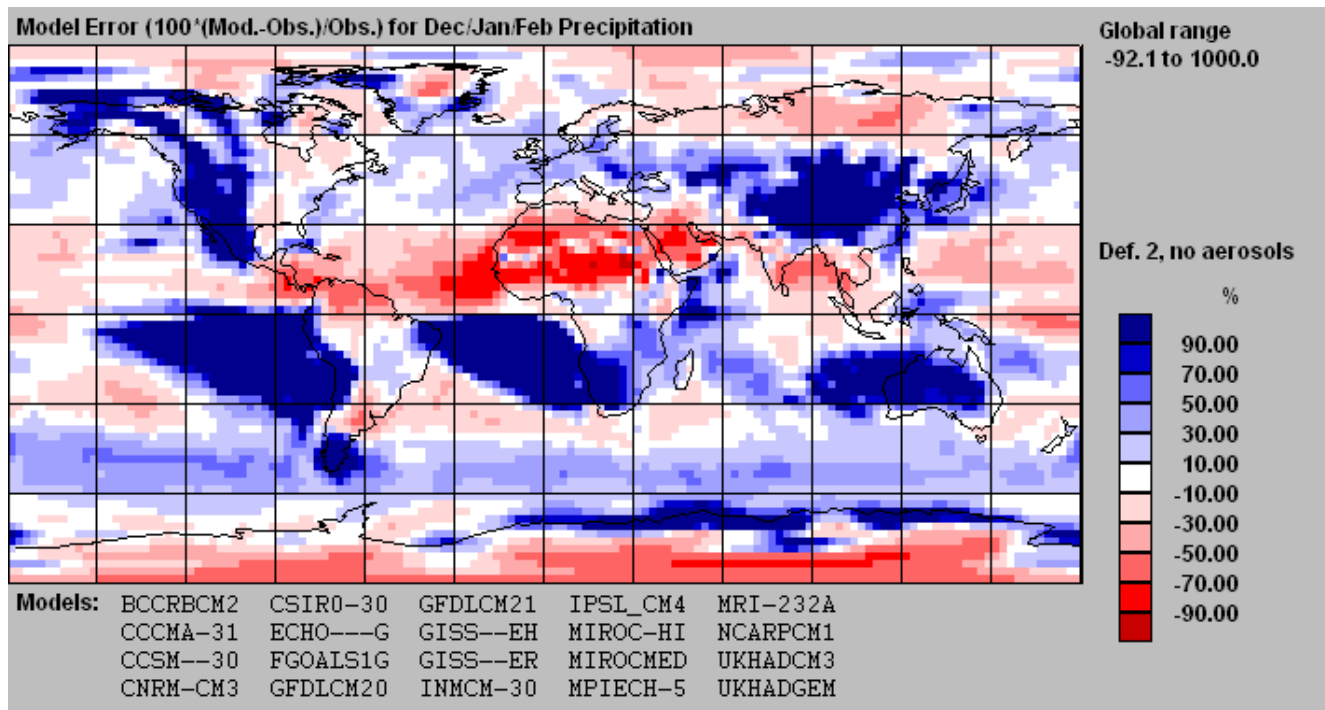 Model Error (100*(Mod.-Obs.)/Obs.) for Dec/Jan/Feb Precipitation
Global range
-92.1 to 1000.0
Def. 2, no aerosols
%
90.00
70.00
50.00
30.00
10.00
-10.00
-30.00
-50.00
-70.00
-90.00
Models: BCCRBCM2 CSIR0-30 GFDLCM21 IPSL_CM4 MRI-232A
CCCMA-31 ECHO---G GISS--EH MIROC-HI NCARPCM1
CCSM--30 FGOALS1G GISS--ER MIROCMED UKHADCM3
CNRM-CM3 GFDLCM20 INMCM-30 MPIECH-5 UKHADGEM